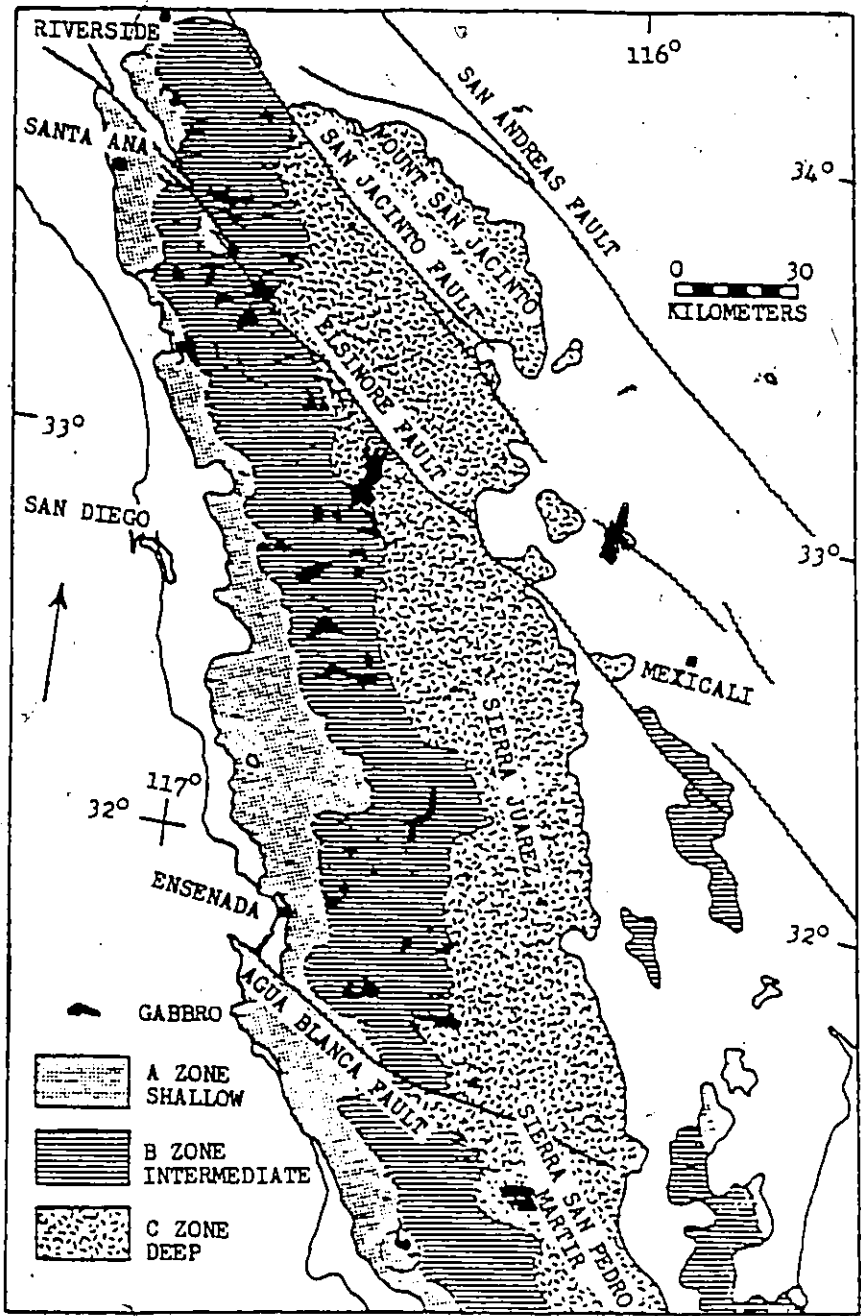 RIVERSIDE
116°
SAN ANDREAS FAULT
SANTA ANA
MOUNT SAN JACINTO
SAN JACINTO FAULT
34°
0 30
KILOMETERS
ELSINORE FAULT
33°
SAN DIEGO
33°
MEXICALI
SIERRA JUAREZ
117°
32°
ENSENADA
32°
AGUA BLANCA FAULT
GABBRO
A ZONE
SHALLOW
B ZONE
INTERMEDIATE
C ZONE
DEEP
SIERRA SAN PEDRO
MARTIR